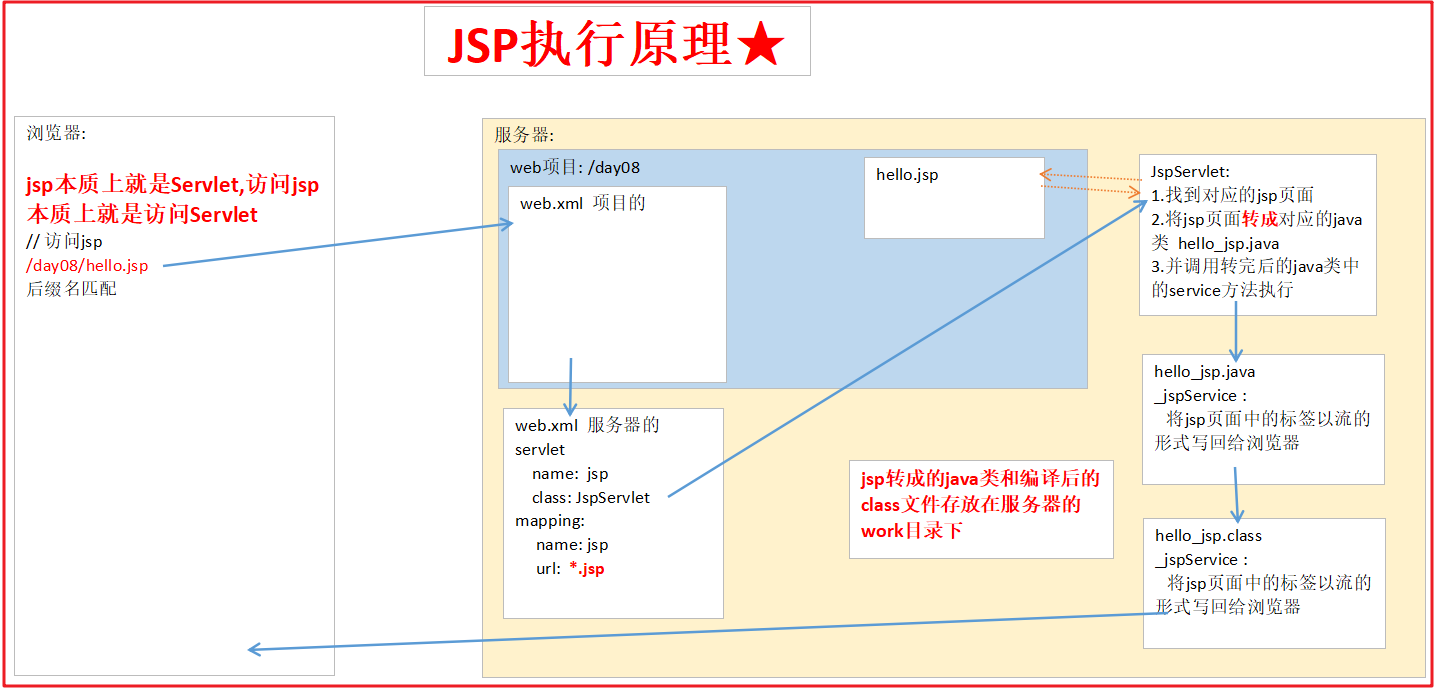 JSP执行原理★
浏览器:
jsp本质上就是Servlet,访问jsp
本质上就是访问Servlet
// 访问jsp
/day08/hello.jsp
后缀名匹配
服务器:
web项目: /day08
web.xml 项目的
hello.jsp
web.xml 服务器的
servlet
name: jsp
class: JspServlet
mapping:
name: jsp
url: *.jsp
JspServlet:
1.找到对应的jsp页面
2.将jsp页面转成对应的java
类 hello_jsp.java
3.并调用转完后的java类中
的service方法执行
hello_jsp.java
_jspService :
将jsp页面中的标签以流的
形式写回给浏览器
jsp转成的java类和编译后的
class文件存放在服务器的
work目录下
hello_jsp.class
_jspService :
将jsp页面中的标签以流的
形式写回给浏览器